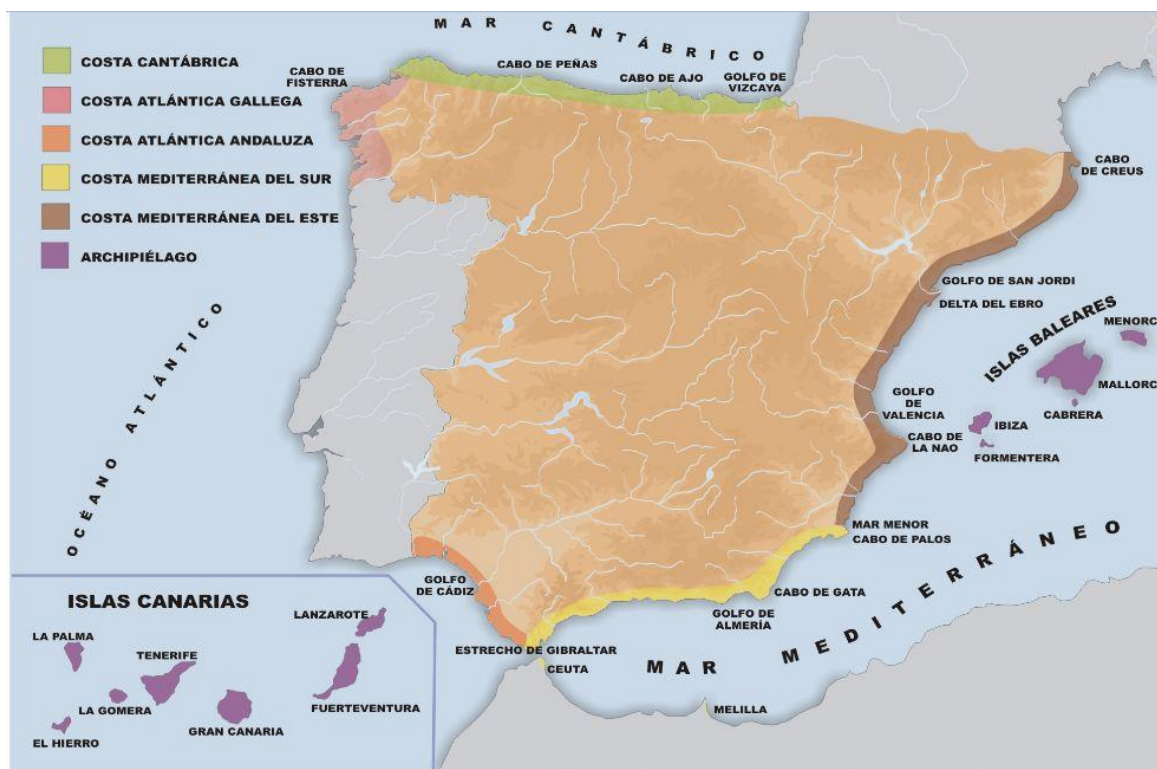 MAR CANTÁBRICO
COSTA CANTÁBRICA
COSTA ATLÁNTICA GALLEGA
COSTA ATLÁNTICA ANDALUZA
COSTA MEDITERRÁNEA DEL SUR
COSTA MEDITERRÁNEA DEL ESTE
ARCHIPIÉLAGO
CABO DE
FISTERRA
CABO DE PEÑAS
CABO DE AJO
GOLFO DE
VIZCAYA
CABO
DE CREUS
GOLFO DE SAN JORDI
DELTA DEL EBRO
ISLAS BALEARES
MENORC
MALLORC
CABRERA
IBIZA
FORMENTERA
GOLFO
DE
VALENCIA
CABO DE
LA NAO
OCÉANO ATLÁNTICO
MAR MENOR
CABO DE PALOS
CABO DE GATA
GOLFO DE
ALMERÍA
GOLFO
DE CÁDIZ
ESTRECHO DE GIBRALTAR
CEUTA
MELILLA
MAR MEDITERRÁNEO
ISLAS CANARIAS
LANZAROTE
LA PALMA
TENERIFE
LA GOMERA
FUERTEVENTURA
EL HIERRO
GRAN CANARIA